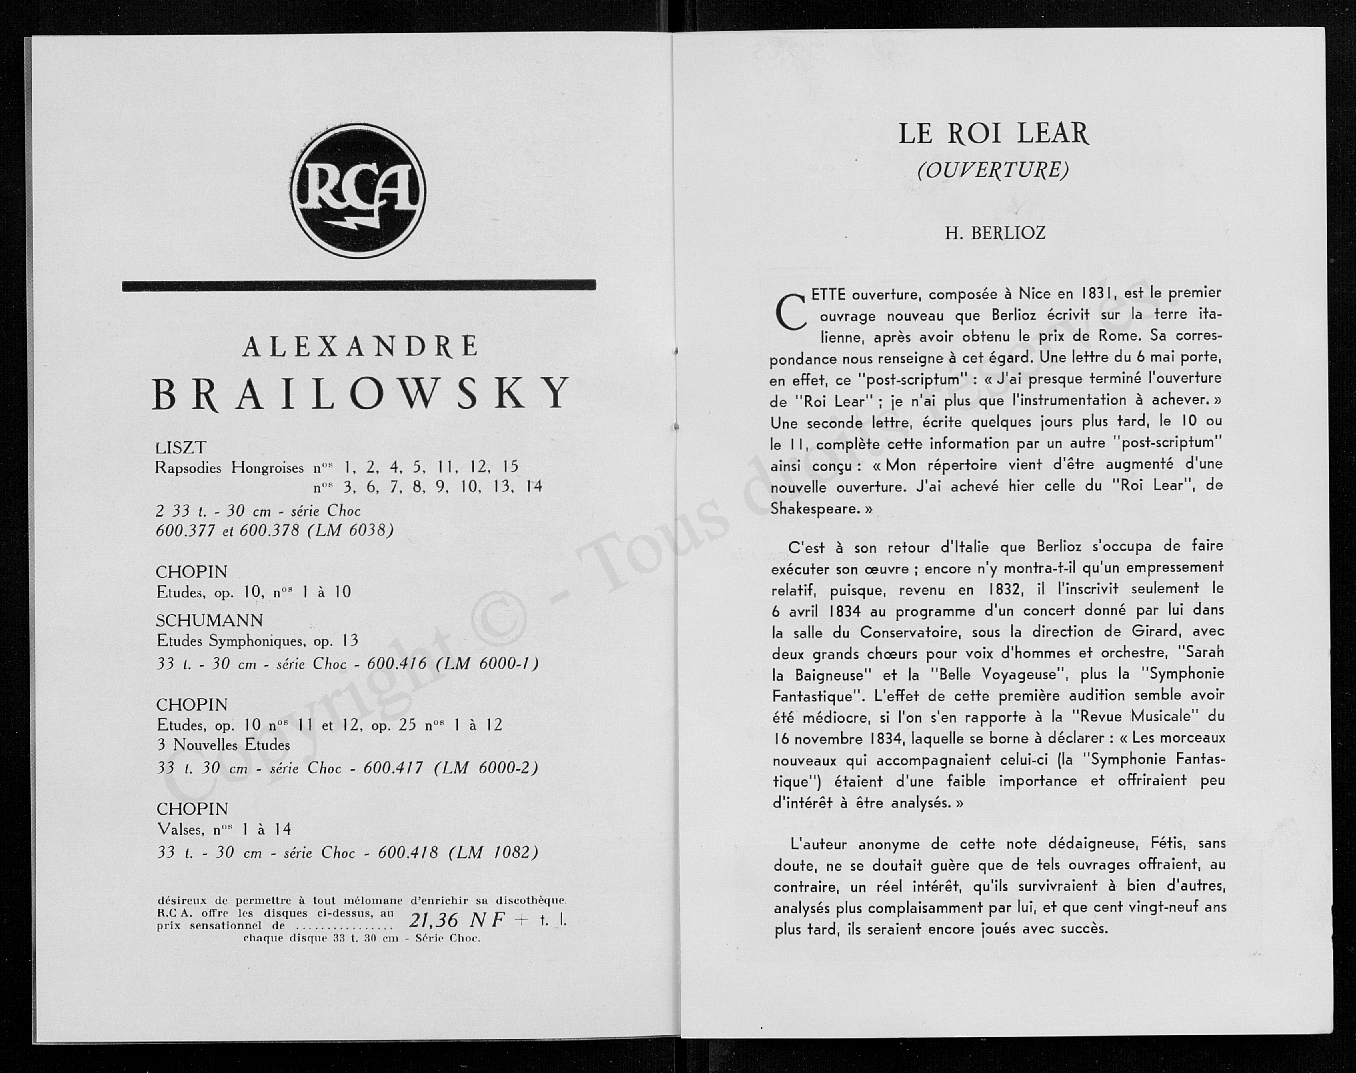 RCA
ALEXANDRE
BRAILOWSKY
LISZT
Rapsodies Hongroises nos 1, 2, 4, 5, 11, 12, 15
nos 3, 6, 7, 8, 9, 10, 13, 14
2 33 t. - 30 cm - série Choc
600.377 et 600.378 (LM 6038)
CHOPIN
Etudes, op. 10, nos 1 à 10
SCHUMANN
Etudes Symphoniques, op. 13
33 t. - 30 cm - série Choc - 600.416 (LM 6000-1)
CHOPIN
Etudes, op. 10 nos 11 et 12, op. 25 nos 1 à 12
3 Nouvelles Etudes
33 t. 30 cm - série Choc - 600.417 (LM 6000-2)
CHOPIN
Valses, nos 1 à 14
33 t. - 30 cm - série Choc - 600.418 (LM 1082)
désireux de permettre à tout mélomane d'enrichir sa discothèque.
R.C A. offre les disques ci-dessus, au
prix sensationnel de ................ 21,36 NF + t. l.
chaque disque 33 t. 30 cm - Série Choc.
LE ROI LEAR
(OUVERTURE)
H. BERLIOZ
CETTE ouverture, composée à Nice en 1831, est le premier
ouvrage nouveau que Berlioz écrivit sur la terre ita-
lienne, après avoir obtenu le prix de Rome. Sa corres-
pondance nous renseigne à cet égard. Une lettre du 6 mai porte,
en effet, ce "post-scriptum" : « J'ai presque terminé l'ouverture
de "Roi Lear" ; je n'ai plus que l'instrumentation à achever. »
Une seconde lettre, écrite quelques jours plus tard, le 10 ou
le 11, complète cette information par un autre "post-scriptum"
ainsi conçu : « Mon répertoire vient d'être augmenté d'une
nouvelle ouverture. J'ai achevé hier celle du "Roi Lear", de
Shakespeare. »
C'est à son retour d'Italie que Berlioz s'occupa de faire
exécuter son œuvre ; encore n'y montra-t-il qu'un empressement
relatif, puisque, revenu en 1832, il l'inscrivit seulement le
6 avril 1834 au programme d'un concert donné par lui dans
la salle du Conservatoire, sous la direction de Girard, avec
deux grands chœurs pour voix d'hommes et orchestre, "Sarah
la Baigneuse" et la "Belle Voyageuse", plus la "Symphonie
Fantastique". L'effet de cette première audition semble avoir
été médiocre, si l'on s'en rapporte à la "Revue Musicale" du
16 novembre 1834, laquelle se borne à déclarer : « Les morceaux
nouveaux qui accompagnaient celui-ci (la "Symphonie Fantas-
tique") étaient d'une faible importance et offriraient peu
d'intérêt à être analysés. »
L'auteur anonyme de cette note dédaigneuse, Fétis, sans
doute, ne se doutait guère que de tels ouvrages offraient, au
contraire, un réel intérêt, qu'ils survivraient à bien d'autres,
analysés plus complaisamment par lui, et que cent vingt-neuf ans
plus tard, ils seraient encore joués avec succès.
Copyright © - Tous droits réservés